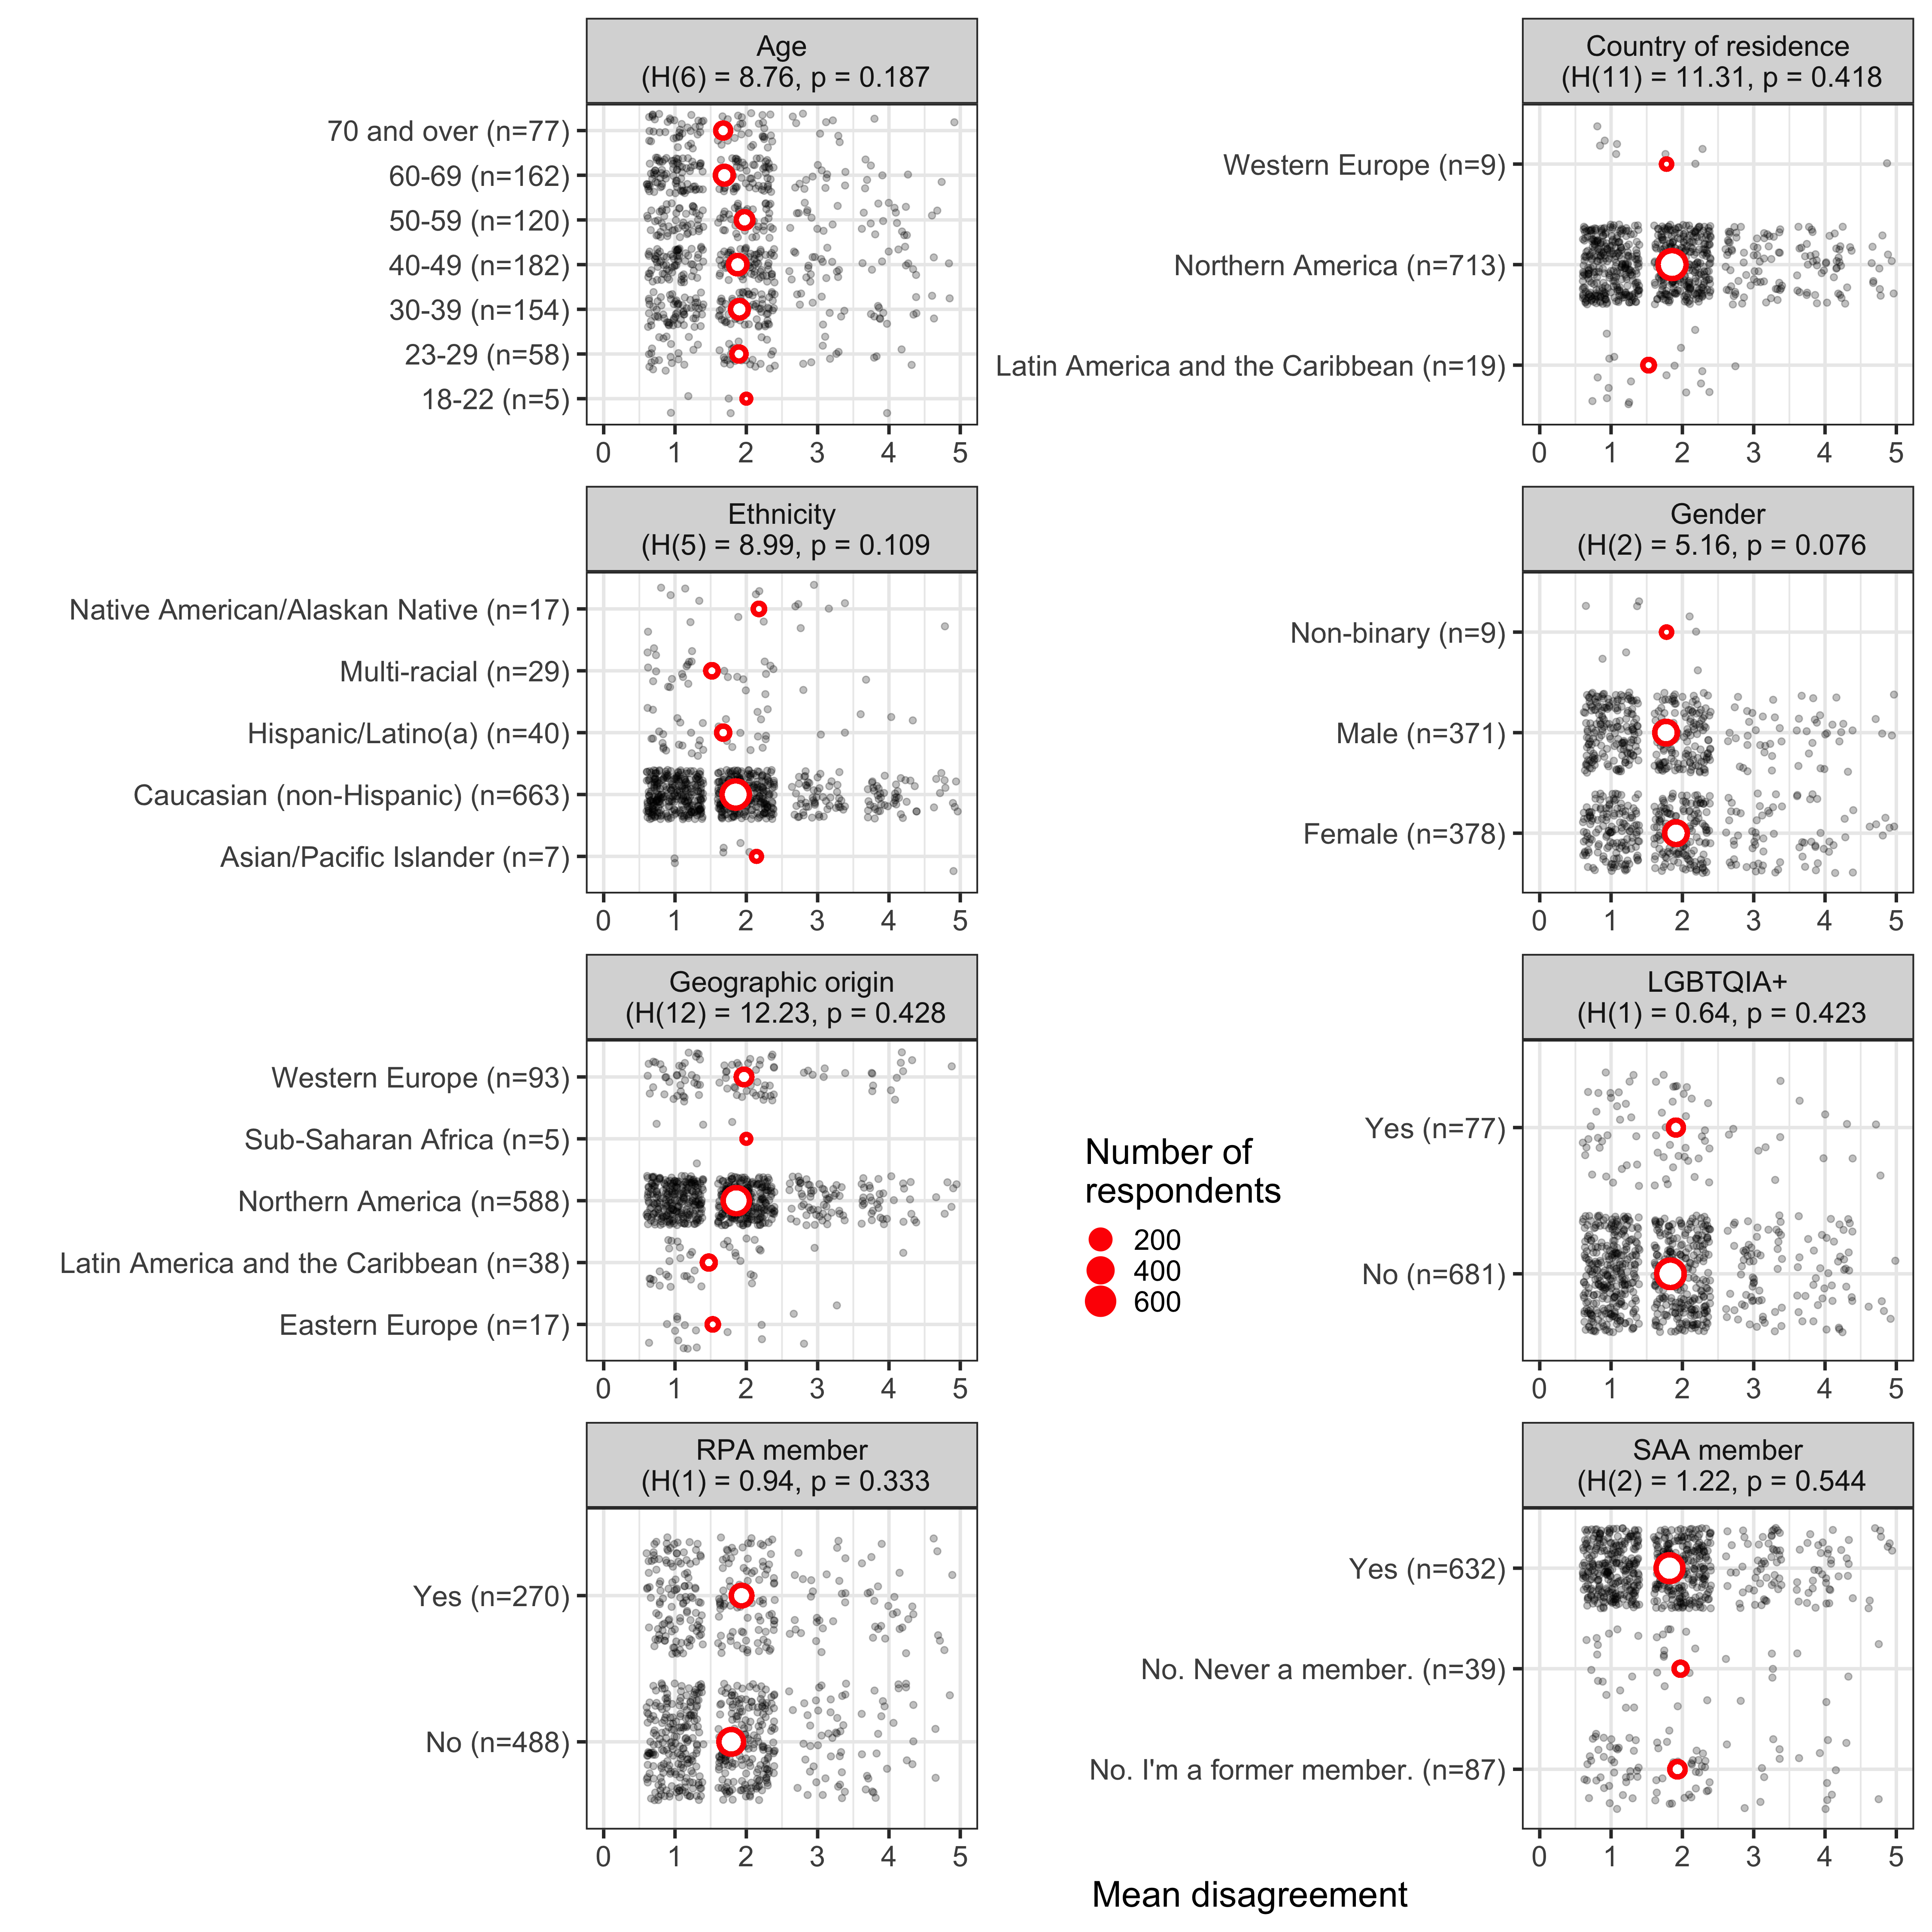 Age
(H(6) = 8.76, p = 0.187
70 and over (n=77)
60-69 (n=162)
50-59 (n=120)
40-49 (n=182)
30-39 (n=154)
23-29 (n=58)
18-22 (n=5)
0 1 2 3 4 5
Country of residence
(H(11) = 11.31, p = 0.418
Western Europe (n=9)
Northern America (n=713)
Latin America and the Caribbean (n=19)
0 1 2 3 4 5
Ethnicity
(H(5) = 8.99, p = 0.109
Native American/Alaskan Native (n=17)
Multi-racial (n=29)
Hispanic/Latino(a) (n=40)
Caucasian (non-Hispanic) (n=663)
Asian/Pacific Islander (n=7)
0 1 2 3 4 5
Gender
(H(2) = 5.16, p = 0.076
Non-binary (n=9)
Male (n=371)
Female (n=378)
0 1 2 3 4 5
Geographic origin
(H(12) = 12.23, p = 0.428
Western Europe (n=93)
Sub-Saharan Africa (n=5)
Northern America (n=588)
Latin America and the Caribbean (n=38)
Eastern Europe (n=17)
0 1 2 3 4 5
Number of
respondents
200
400
600
LGBTQIA+
(H(1) = 0.64, p = 0.423
Yes (n=77)
No (n=681)
0 1 2 3 4 5
RPA member
(H(1) = 0.94, p = 0.333
Yes (n=270)
No (n=488)
0 1 2 3 4 5
SAA member
(H(2) = 1.22, p = 0.544
Yes (n=632)
No. Never a member. (n=39)
No. I'm a former member. (n=87)
0 1 2 3 4 5
Mean disagreement